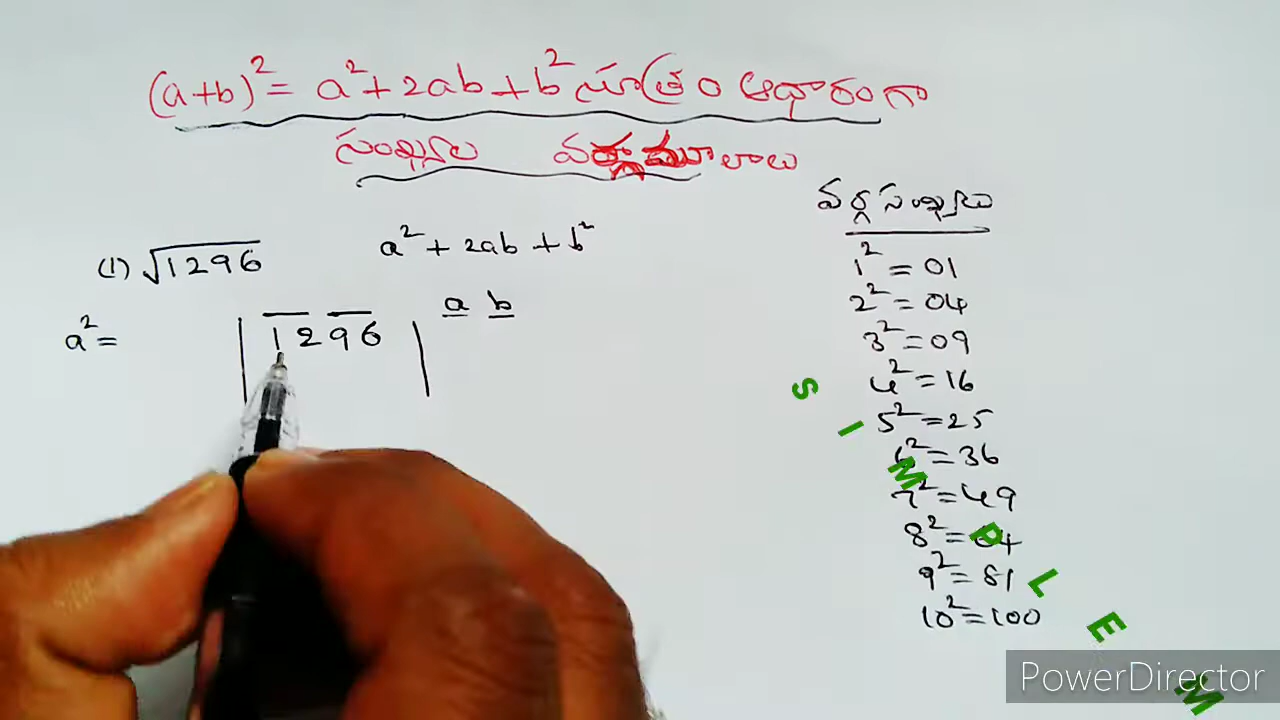 (a+b)² = a² + 2ab + b² సూత్రం ఆధారంగా
సంఖ్యల వర్గమూలాలు
(1) √1296
a² + 2ab + b²
a² =
1296
a b
వర్గ సంఖ్యలు
1² = 01
2² = 04
3² = 09
4² = 16
5² = 25
6² = 36
7² = 49
8² = 64
9² = 81
10² = 100
SIMPLE M
PowerDirector